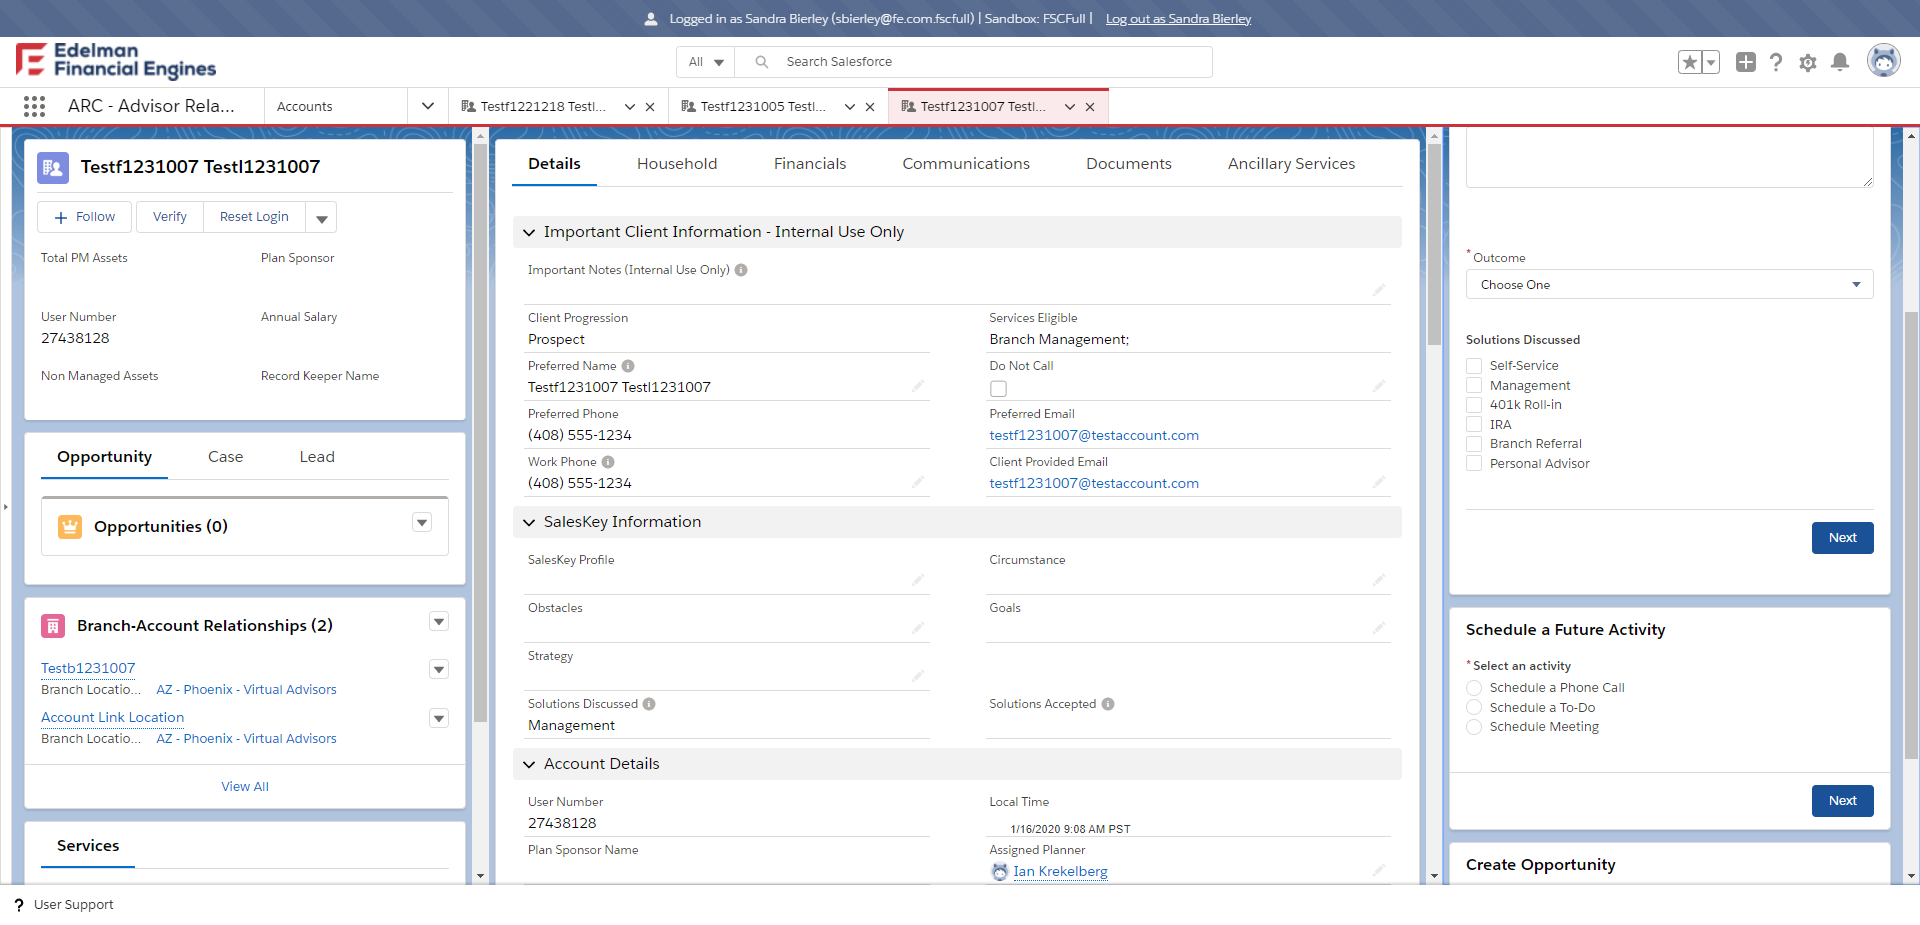 Logged in as Sandra Bierley (sbierley@fe.com.fscfull) | Sandbox: FSCFull | Log out as Sandra Bierley
Edelman
Financial Engines
All
Search Salesforce
ARC - Advisor Rela...
Accounts
Testf1221218 Testl...
Testf1231005 Testl...
Testf1231007 Testl...
Testf1231007 Testl1231007
Follow
Verify
Reset Login
Total PM Assets
Plan Sponsor
User Number
27438128
Annual Salary
Non Managed Assets
Record Keeper Name
Opportunity
Case
Lead
Opportunities (0)
Branch-Account Relationships (2)
Testb1231007
Branch Locatio... AZ - Phoenix - Virtual Advisors
Account Link Location
Branch Locatio... AZ - Phoenix - Virtual Advisors
View All
Services
Details
Household
Financials
Communications
Documents
Ancillary Services
Important Client Information - Internal Use Only
Important Notes (Internal Use Only)
Client Progression
Prospect
Services Eligible
Branch Management;
Preferred Name
Testf1231007 Testl1231007
Do Not Call
Preferred Phone
(408) 555-1234
Preferred Email
testf1231007@testaccount.com
Work Phone
(408) 555-1234
Client Provided Email
testf1231007@testaccount.com
SalesKey Information
SalesKey Profile
Circumstance
Obstacles
Goals
Strategy
Solutions Discussed
Management
Solutions Accepted
Account Details
User Number
27438128
Local Time
1/16/2020 9:08 AM PST
Plan Sponsor Name
Assigned Planner
Ian Krekelberg
* Outcome
Choose One
Solutions Discussed
Self-Service
Management
401k Roll-in
IRA
Branch Referral
Personal Advisor
Next
Schedule a Future Activity
* Select an activity
Schedule a Phone Call
Schedule a To-Do
Schedule Meeting
Next
Create Opportunity
? User Support